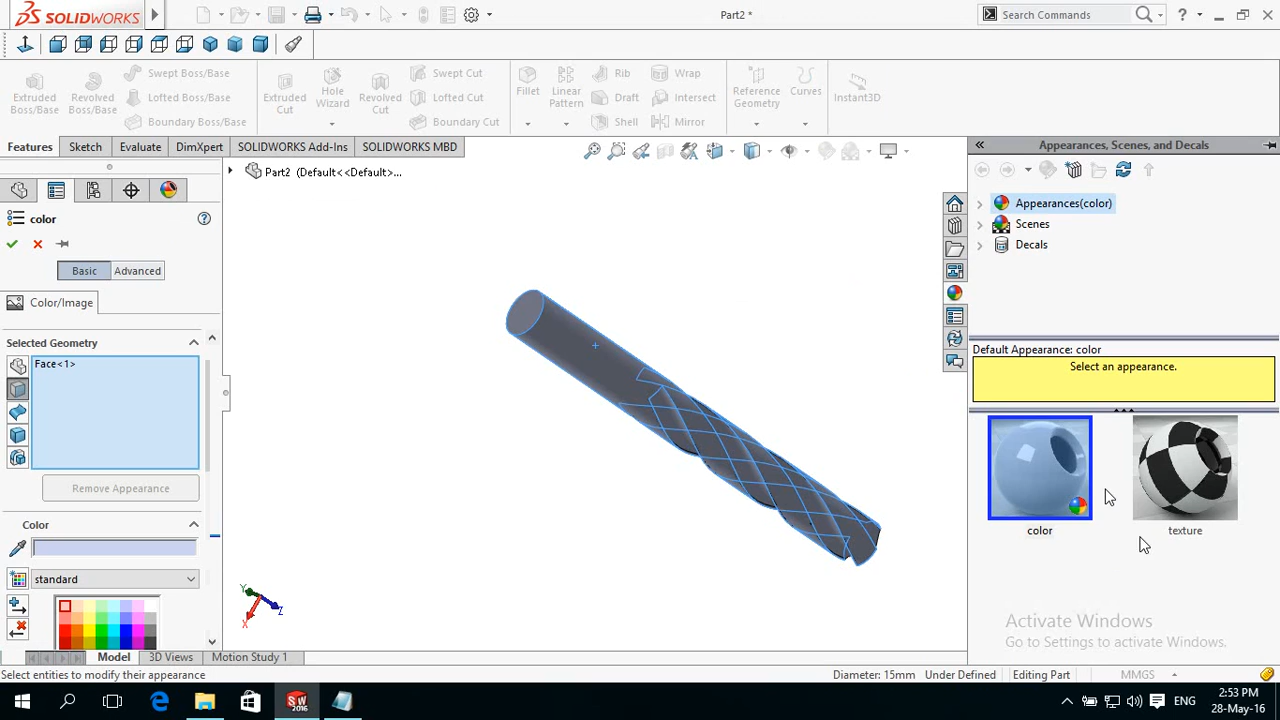 SOLIDWORKS
Part2 *
Search Commands
Extruded Boss/Base
Revolved Boss/Base
Swept Boss/Base
Lofted Boss/Base
Boundary Boss/Base
Extruded Cut
Hole Wizard
Revolved Cut
Swept Cut
Lofted Cut
Boundary Cut
Fillet
Linear Pattern
Rib
Draft
Shell
Wrap
Intersect
Mirror
Reference Geometry
Curves
Instant3D
Features
Sketch
Evaluate
DimXpert
SOLIDWORKS Add-Ins
SOLIDWORKS MBD
Appearances, Scenes, and Decals
Part2 (Default<<Default>...
color
Basic
Advanced
Color/Image
Selected Geometry
Face<1>
Remove Appearance
Color
standard
Appearances(color)
Scenes
Decals
Default Appearance: color
Select an appearance.
color
texture
Y
X
Z
Activate Windows
Go to Settings to activate Windows.
Model
3D Views
Motion Study 1
Select entities to modify their appearance
Diameter: 15mm
Under Defined
Editing Part
MMGS
SW
2016
ENG
2:53 PM
28-May-16